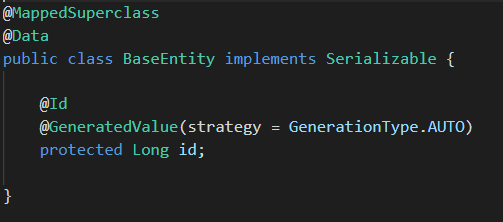 @MappedSuperclass
@Data
public class BaseEntity implements Serializable {
@Id
@GeneratedValue(strategy = GenerationType.AUTO)
protected Long id;
}